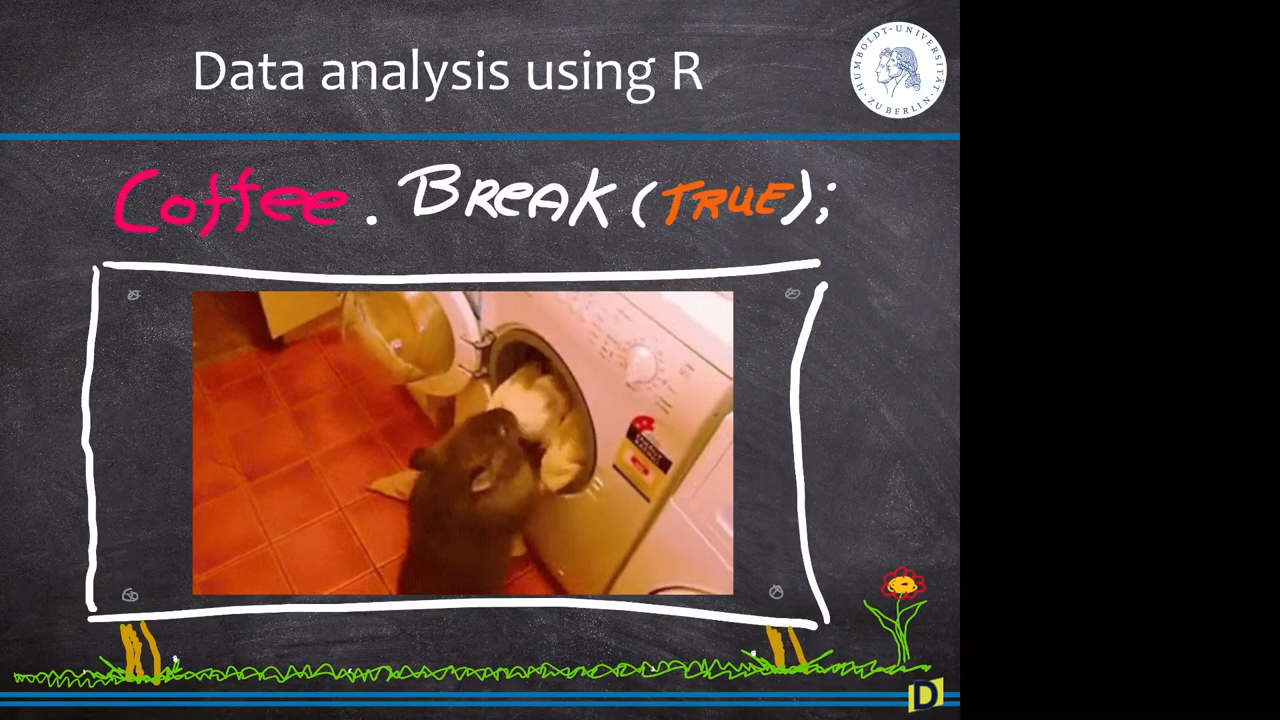 Data analysis using R
HUMBOLDT-UNIVERSITÄT
ZU BERLIN
Coffee . BreAK (TRUE);
D